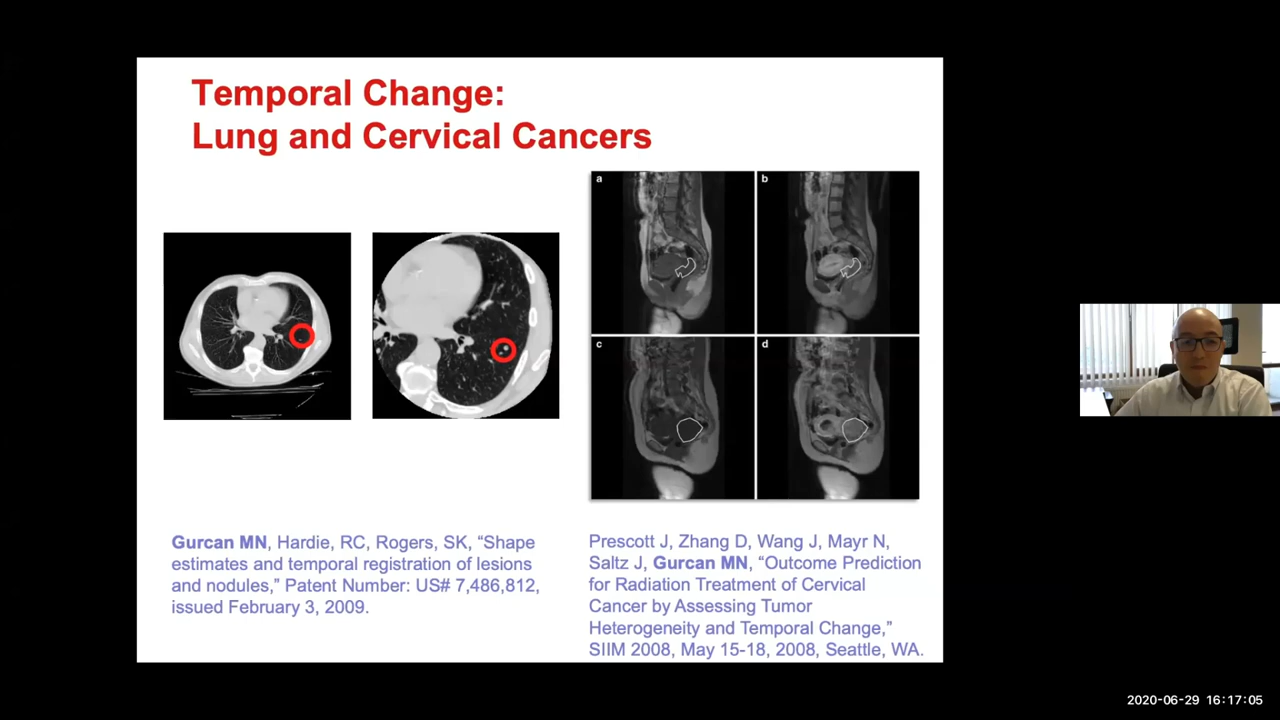 Temporal Change:
Lung and Cervical Cancers
a
b
c
d
Gurcan MN, Hardie, RC, Rogers, SK, “Shape
estimates and temporal registration of lesions
and nodules,” Patent Number: US# 7,486,812,
issued February 3, 2009.
Prescott J, Zhang D, Wang J, Mayr N,
Saltz J, Gurcan MN, “Outcome Prediction
for Radiation Treatment of Cervical
Cancer by Assessing Tumor
Heterogeneity and Temporal Change,”
SIIM 2008, May 15-18, 2008, Seattle, WA.
2020-06-29 16:17:05